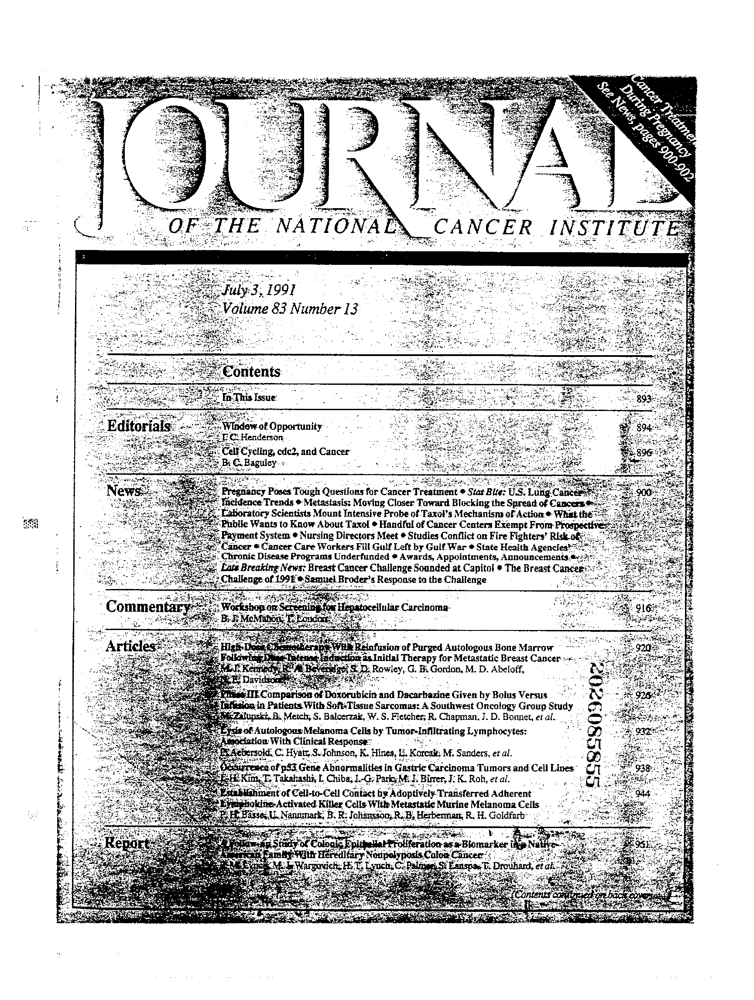 Cancer Treatment
During Pregnancy
See News, pages 900-902
JOURNAL
OF THE NATIONAL CANCER INSTITUTE
July 3, 1991
Volume 83 Number 13
Contents
In This Issue 893
Editorials Window of Opportunity 894
I. C. Henderson
Cell Cycling, cdc2, and Cancer 896
B. C. Baguley
News Pregnancy Poses Tough Questions for Cancer Treatment • Stat Bite: U.S. Lung Cancer 900
Incidence Trends • Metastasis: Moving Closer Toward Blocking the Spread of Cancers •
Laboratory Scientists Mount Intensive Probe of Taxol's Mechanism of Action • What the
Public Wants to Know About Taxol • Handful of Cancer Centers Exempt From Prospective
Payment System • Nursing Directors Meet • Studies Conflict on Fire Fighters' Risk of
Cancer • Cancer Care Workers Fill Gulf Left by Gulf War • State Health Agencies'
Chronic Disease Programs Underfunded • Awards, Appointments, Announcements •
Late Breaking News: Breast Cancer Challenge Sounded at Capitol • The Breast Cancer
Challenge of 1991 • Samuel Broder's Response to the Challenge
Commentary Workshop on Screening for Hepatocellular Carcinoma 916
B. J. McMahon, T. London
Articles High-Dose Chemotherapy With Reinfusion of Purged Autologous Bone Marrow 920
Following Dose-Intense Induction as Initial Therapy for Metastatic Breast Cancer
M. J. Kennedy, R. A. Beveridge, S. D. Rowley, G. B. Gordon, M. D. Abeloff,
N. E. Davidson
Phase III Comparison of Doxorubicin and Dacarbazine Given by Bolus Versus 926
Infusion in Patients With Soft-Tissue Sarcomas: A Southwest Oncology Group Study
M. Zalupski, B. Metch, S. Balcerzak, W. S. Fletcher, R. Chapman, J. D. Bonnet, et al.
Lysis of Autologous Melanoma Cells by Tumor-Infiltrating Lymphocytes: 932
Association With Clinical Response
P. Aebersold, C. Hyatt, S. Johnson, K. Hines, L. Korcak, M. Sanders, et al.
Occurrence of p53 Gene Abnormalities in Gastric Carcinoma Tumors and Cell Lines 938
J.-H. Kim, T. Takahashi, I. Chiba, J.-G. Park, M. J. Birrer, J. K. Roh, et al.
Establishment of Cell-to-Cell Contact by Adoptively Transferred Adherent 944
Lymphokine-Activated Killer Cells With Metastatic Murine Melanoma Cells
P. H. Basse, U. Nannmark, B. R. Johansson, R. B. Herberman, R. H. Goldfarb
2026085855
Report A Follow-up Study of Colonic Epithelial Proliferation as a Biomarker in a Native- 951
American Family With Hereditary Nonpolyposis Colon Cancer
P. M. Lynch, M. J. Wargovich, H. T. Lynch, C. Palmer, S. Lanspa, T. Drouhard, et al.
(Contents continued on back cover)